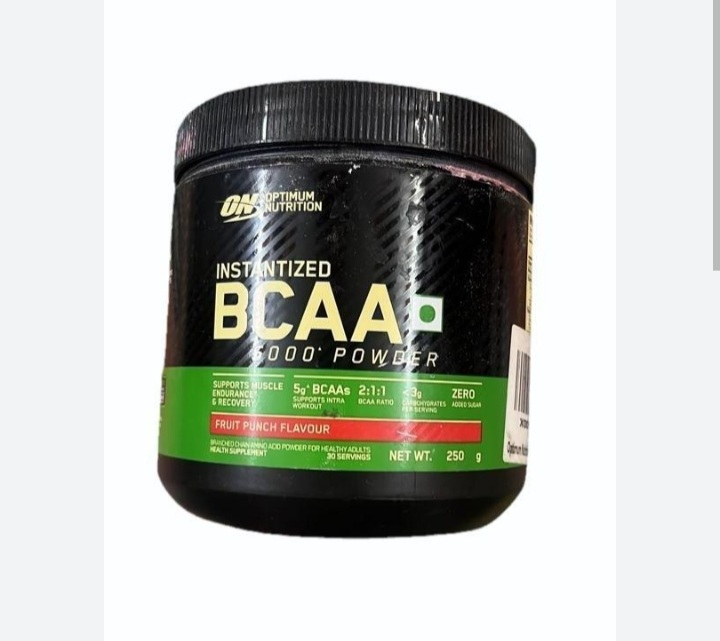 ON OPTIMUM
NUTRITION
INSTANTIZED
BCAA
5000* POWDER
SUPPORTS MUSCLE
ENDURANCE*
& RECOVERY*
5g* BCAAs
SUPPORTS INTRA
WORKOUT
2:1:1
BCAA RATIO
<3g
CARBOHYDRATES
PER SERVING
ZERO
ADDED SUGAR
FRUIT PUNCH FLAVOUR
BRANCHED CHAIN AMINO ACID POWDER FOR HEALTHY ADULTS
HEALTH SUPPLEMENT
30 SERVINGS
NET WT. 250 g